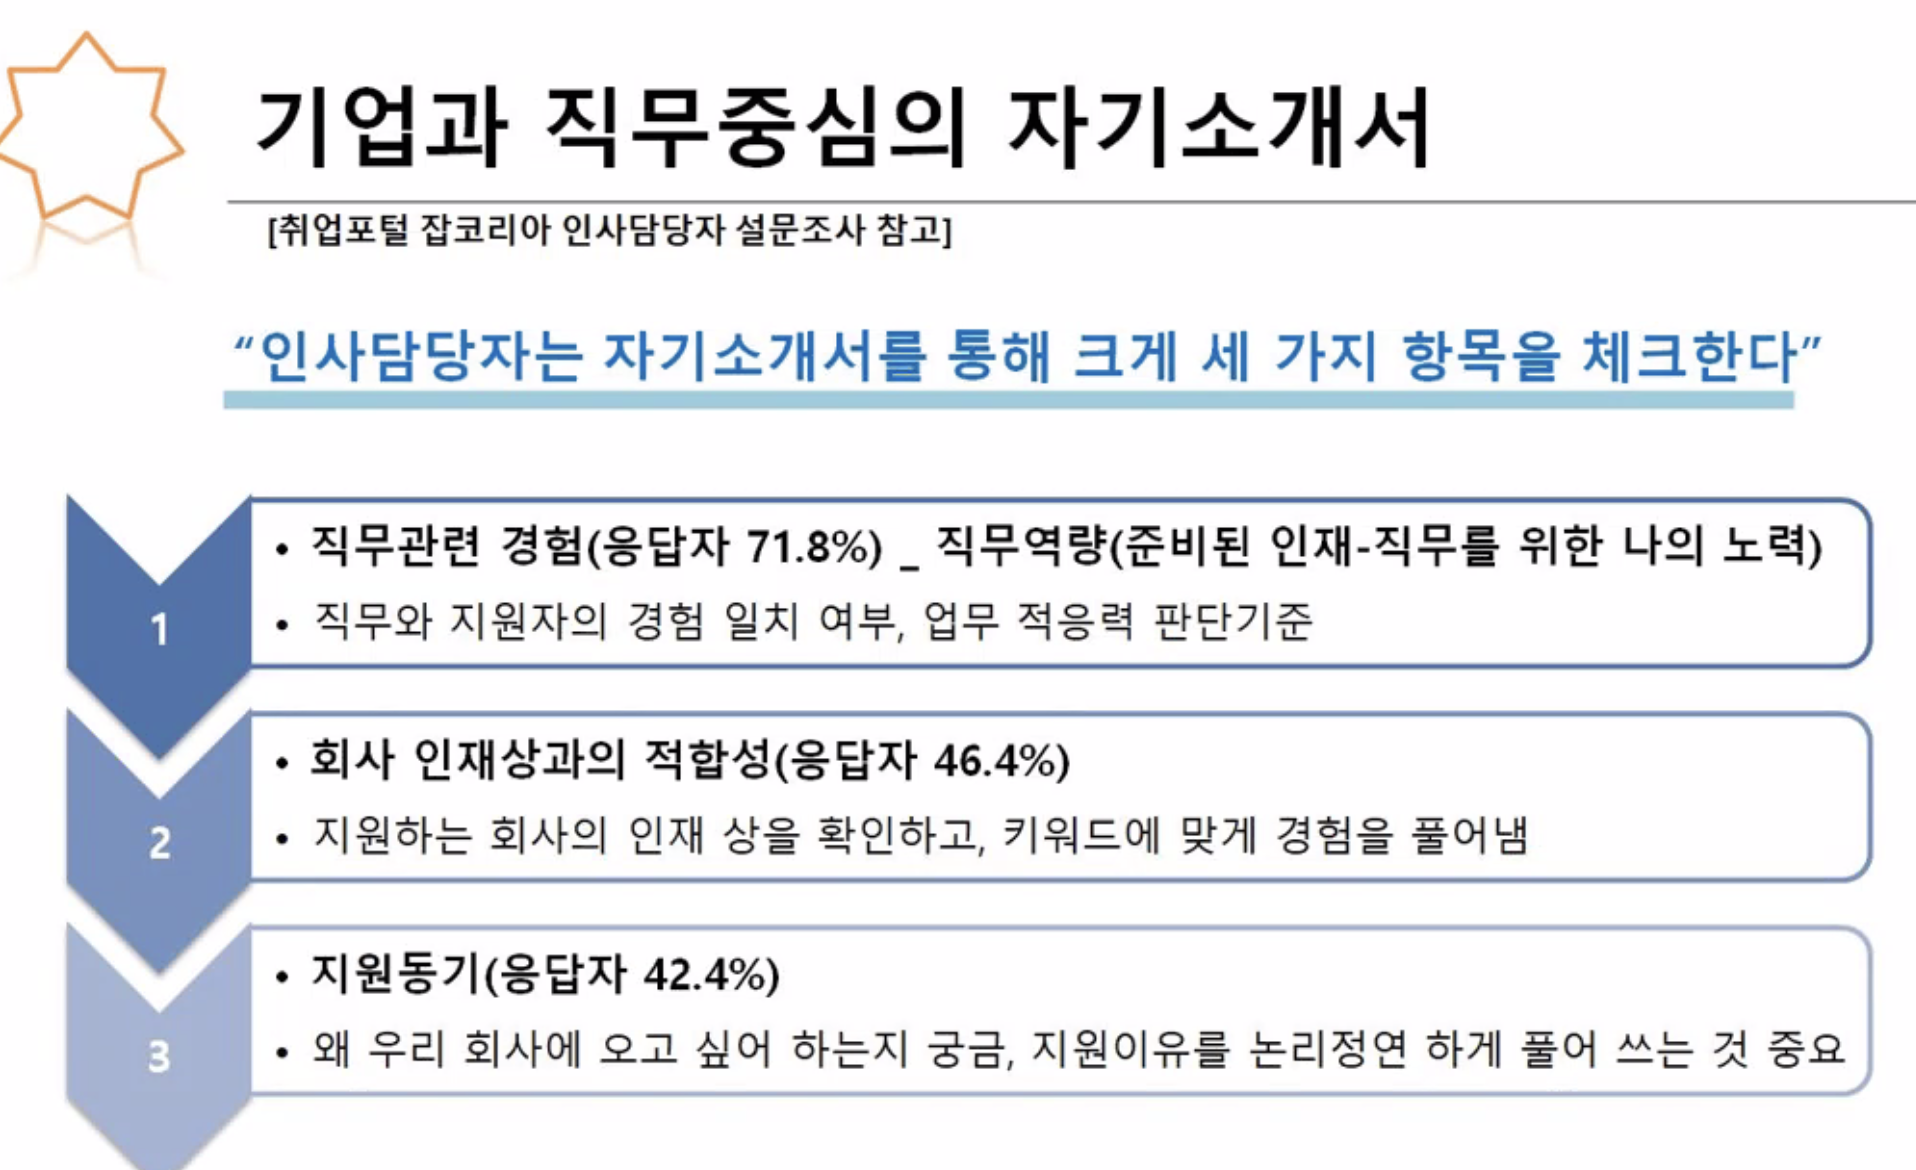 기업과 직무중심의 자기소개서
[취업포털 잡코리아 인사담당자 설문조사 참고]
“인사담당자는 자기소개서를 통해 크게 세 가지 항목을 체크한다”
1
• 직무관련 경험(응답자 71.8%) _ 직무역량(준비된 인재-직무를 위한 나의 노력)
• 직무와 지원자의 경험 일치 여부, 업무 적응력 판단기준
2
• 회사 인재상과의 적합성(응답자 46.4%)
• 지원하는 회사의 인재 상을 확인하고, 키워드에 맞게 경험을 풀어냄
3
• 지원동기(응답자 42.4%)
• 왜 우리 회사에 오고 싶어 하는지 궁금, 지원이유를 논리정연 하게 풀어 쓰는 것 중요